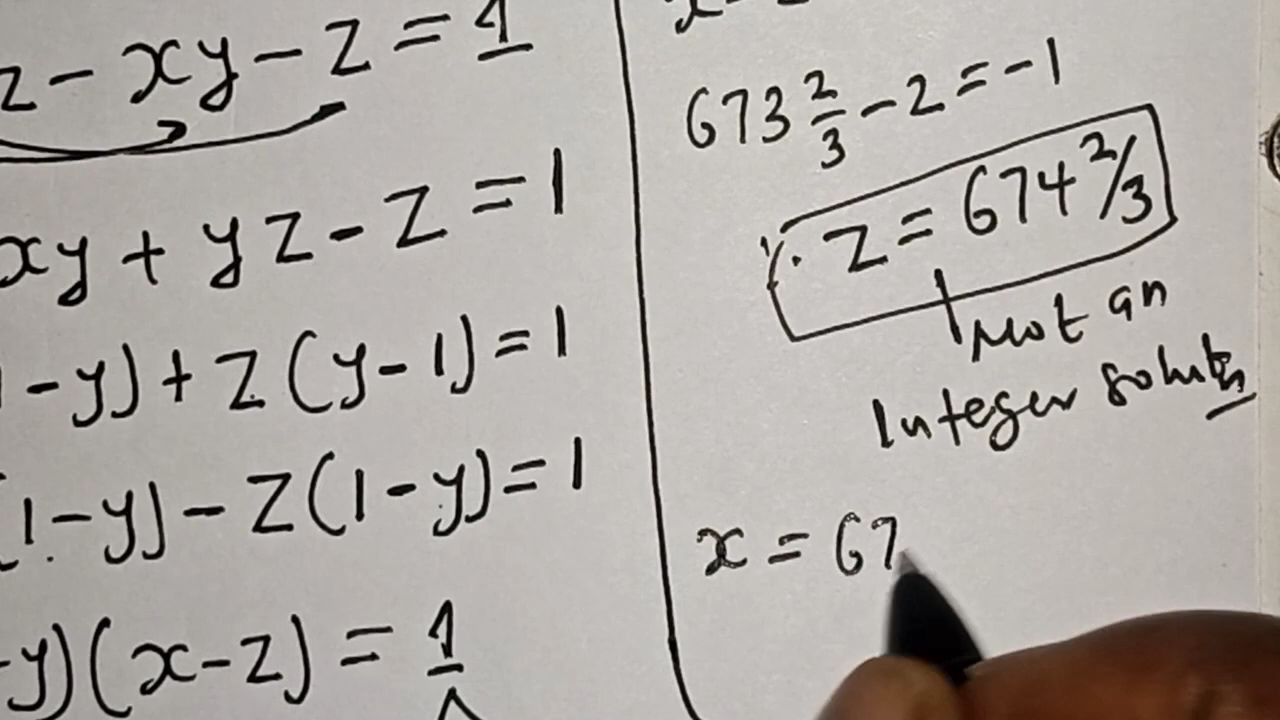 z - xy - z = 1
xy + yz - z = 1
-y) + z(y-1) = 1
(1-y) - z(1-y) = 1
-y)(x-z) = 1
673 2/3 - z = -1
∴ z = 674 2/3
Not an
Integer solutn
x = 67